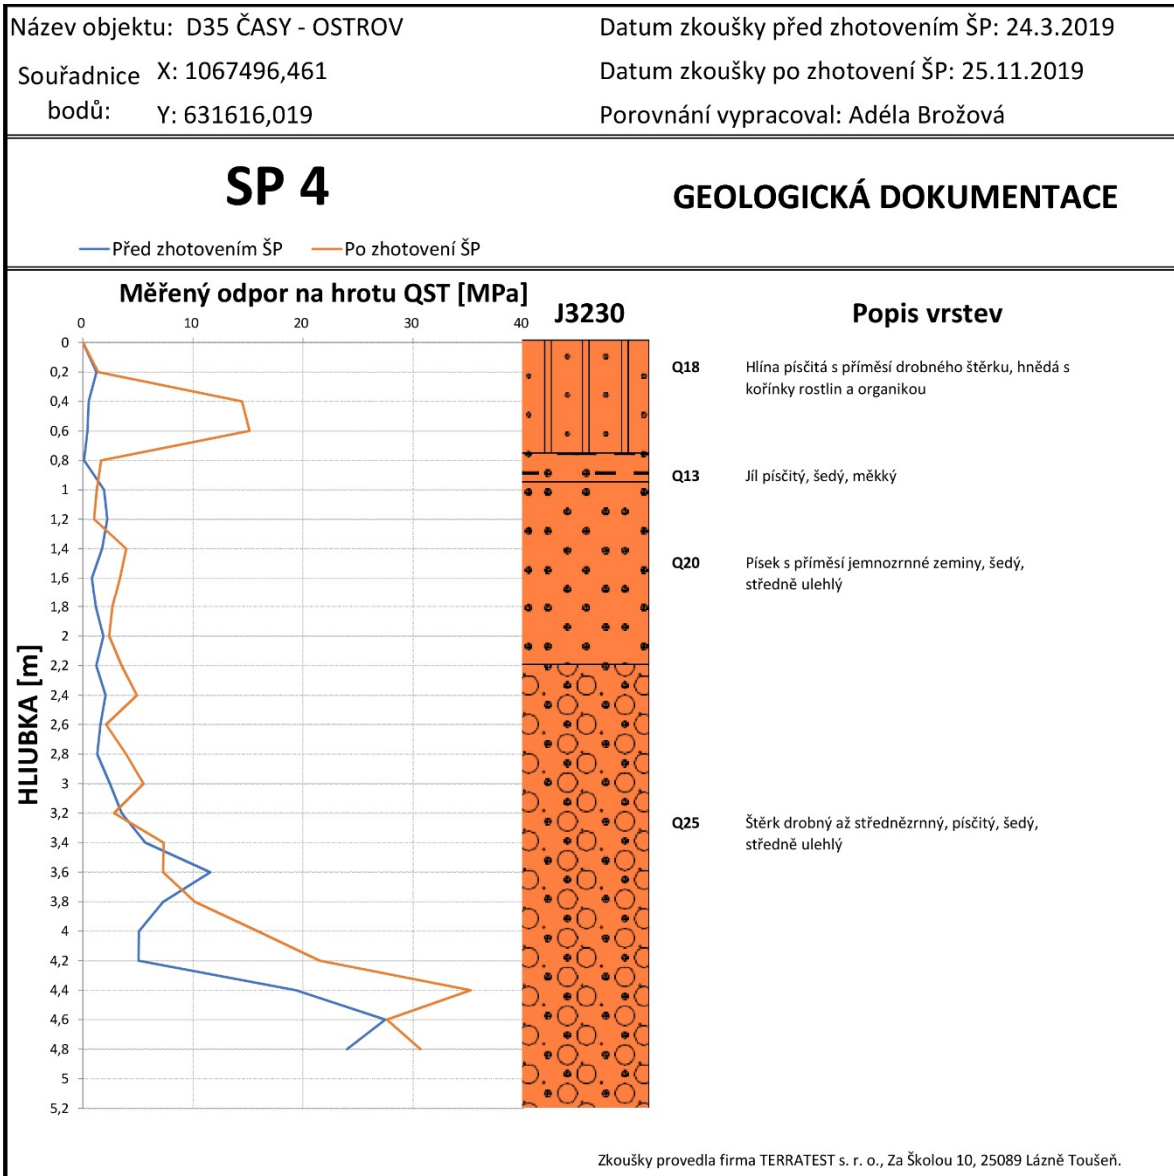 Název objektu: D35 ČASY - OSTROV
Datum zkoušky před zhotovením ŠP: 24.3.2019
Souřadnice bodů:
X: 1067496,461
Datum zkoušky po zhotovení ŠP: 25.11.2019
Y: 631616,019
Porovnání vypracoval: Adéla Brožová
SP 4
GEOLOGICKÁ DOKUMENTACE
Před zhotovením ŠP
Po zhotovení ŠP
Měřený odpor na hrotu QST [MPa]
J3230
Popis vrstev
0 10 20 30 40
HLIUBKA [m]
0
0,2
0,4
0,6
0,8
1
1,2
1,4
1,6
1,8
2
2,2
2,4
2,6
2,8
3
3,2
3,4
3,6
3,8
4
4,2
4,4
4,6
4,8
5
5,2
Q18 Hlína písčitá s příměsí drobného štěrku, hnědá s
kořínky rostlin a organikou
Q13 Jíl písčitý, šedý, měkký
Q20 Písek s příměsí jemnozrnné zeminy, šedý,
středně ulehlý
Q25 Štěrk drobný až střednězrnný, písčitý, šedý,
středně ulehlý
Zkoušky provedla firma TERRATEST s. r. o., Za Školou 10, 25089 Lázně Toušeň.